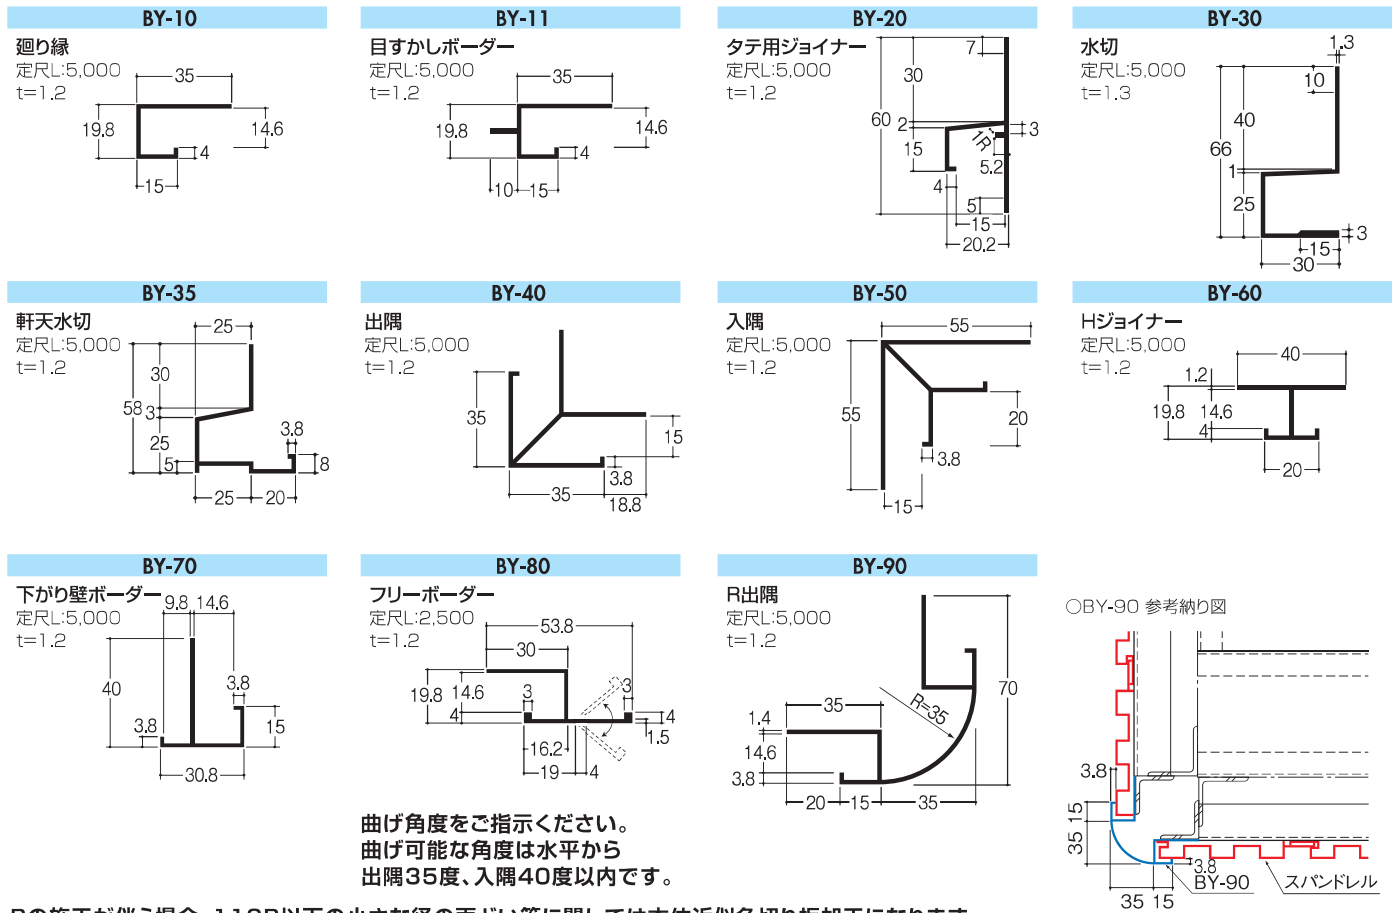 BY-10
廻り縁
定尺L:5,000
t=1.2
35
19.8
14.6
4
15
BY-11
目すかしボーダー
定尺L:5,000
t=1.2
35
19.8
14.6
4
10
15
BY-20
タテ用ジョイナー
定尺L:5,000
t=1.2
7
30
60
2
3
1R
15
5.2
4
5
15
20.2
BY-30
水切
定尺L:5,000
t=1.3
1.3
10
40
66
1
25
3
15
30
BY-35
軒天水切
定尺L:5,000
t=1.2
25
30
58
3
25
3.8
5
8
25
20
BY-40
出隅
定尺L:5,000
t=1.2
35
15
3.8
35
18.8
BY-50
入隅
定尺L:5,000
t=1.2
55
55
20
3.8
15
BY-60
Hジョイナー
定尺L:5,000
t=1.2
40
1.2
19.8
14.6
4
20
BY-70
下がり壁ボーダー
定尺L:5,000
t=1.2
9.8
14.6
40
3.8
3.8
15
30.8
BY-80
フリーボーダー
定尺L:2,500
t=1.2
53.8
30
19.8
14.6
3
3
4
4
1.5
16.2
19
4
曲げ角度をご指示ください。
曲げ可能な角度は水平から
出隅35度、入隅40度以内です。
BY-90
R出隅
定尺L:5,000
t=1.2
70
35
R=35
1.4
14.6
3.8
20
15
35
○BY-90 参考納り図
3.8
15
35
3.8
BY-90
スパンドレル
35
15